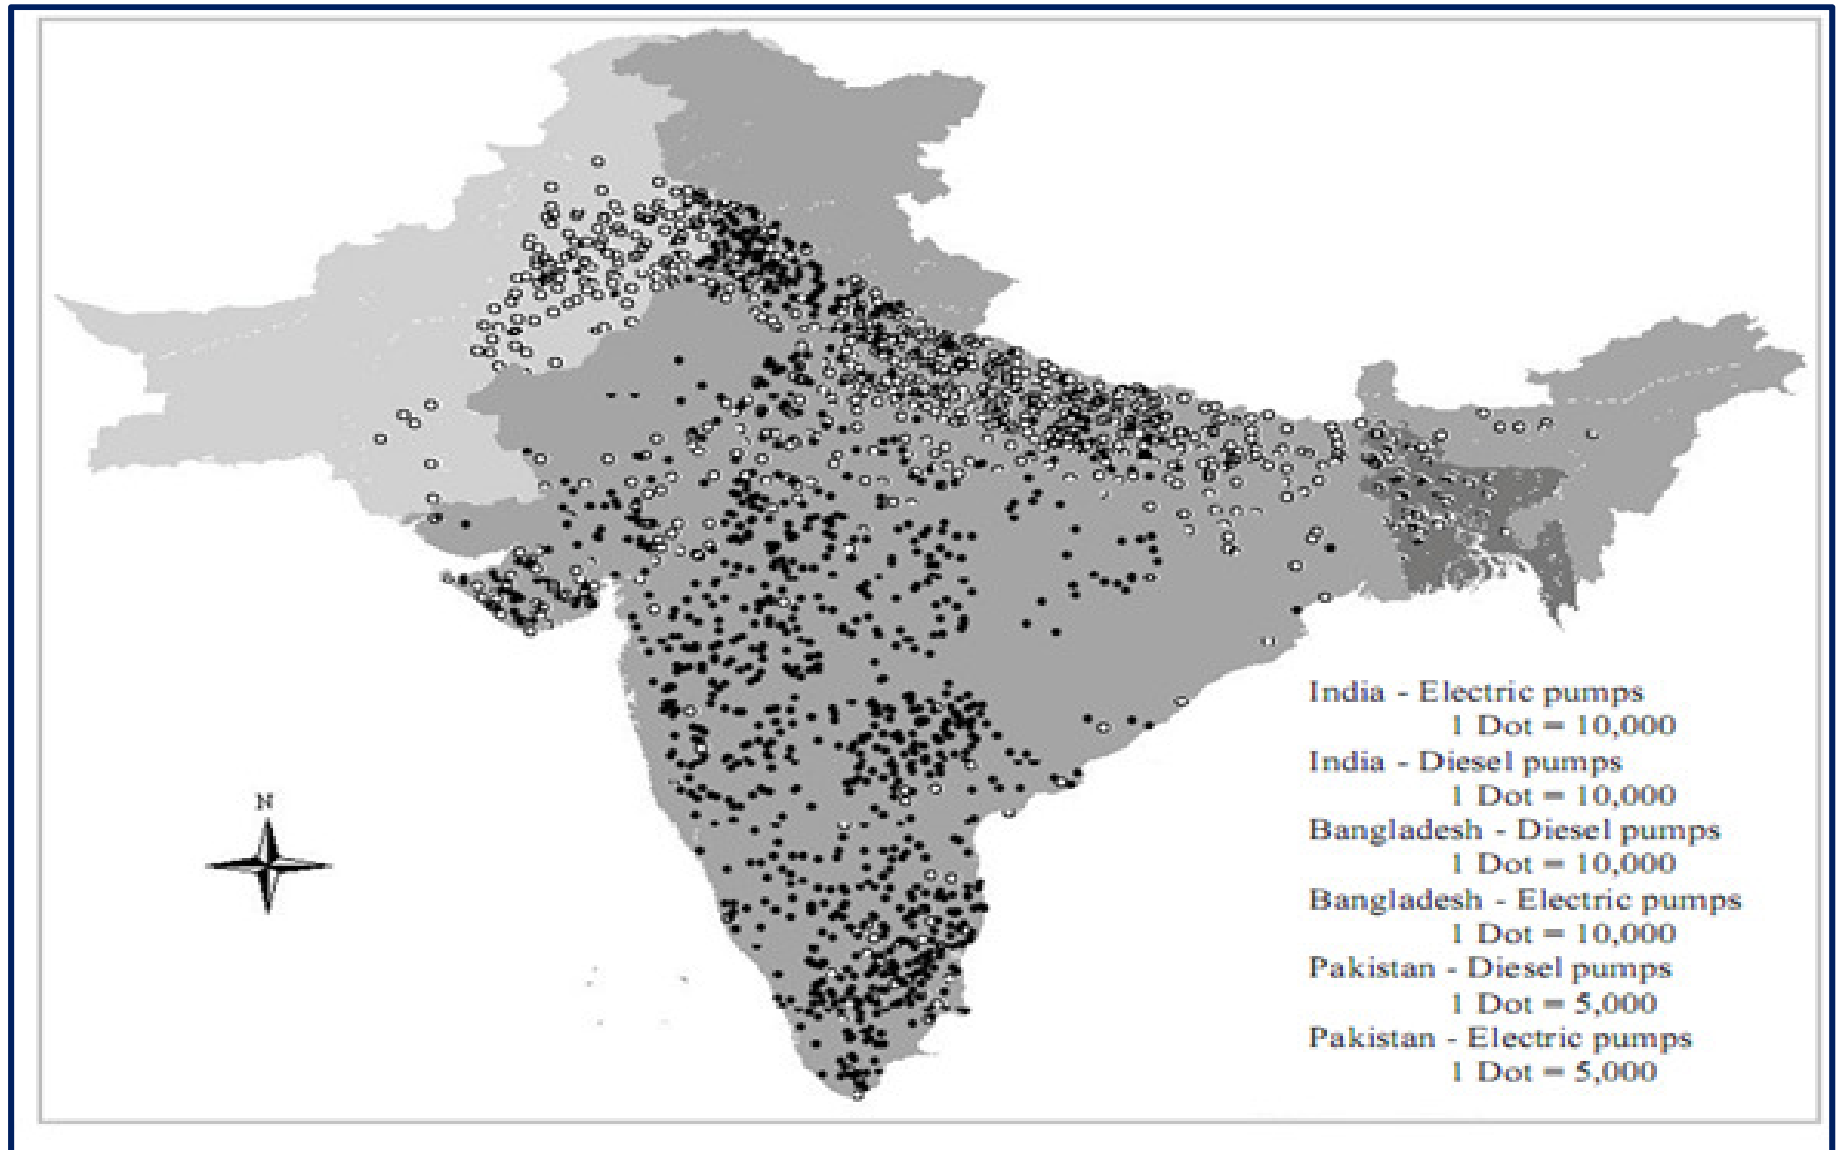 N
India - Electric pumps
1 Dot = 10,000
India - Diesel pumps
1 Dot = 10,000
Bangladesh - Diesel pumps
1 Dot = 10,000
Bangladesh - Electric pumps
1 Dot = 10,000
Pakistan - Diesel pumps
1 Dot = 5,000
Pakistan - Electric pumps
1 Dot = 5,000